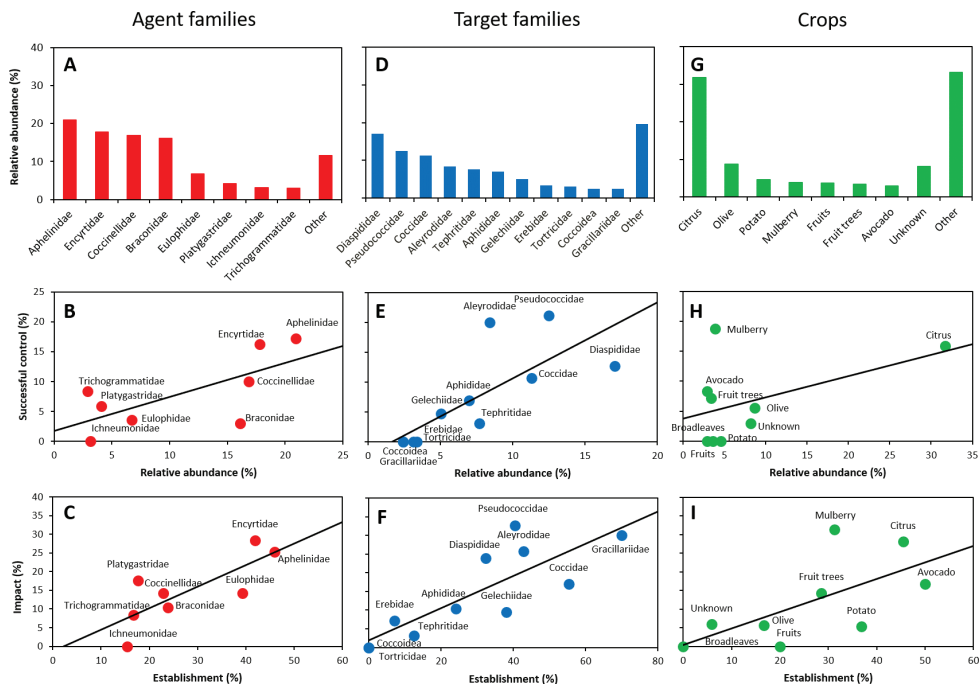 Agent families
Target families
Crops
A
40
30
20
10
0
Relative abundance (%)
Aphelinidae
Encyrtidae
Coccinellidae
Braconidae
Eulophidae
Platygastridae
Ichneumonidae
Trichogrammatidae
Other
D
Diaspididae
Pseudococcidae
Coccidae
Aleyrodidae
Tephritidae
Aphididae
Gelechiidae
Erebidae
Tortricidae
Coccoidea
Gracillariidae
Other
G
Citrus
Olive
Potato
Mulberry
Fruits
Fruit trees
Avocado
Unknown
Other
B
25
20
15
10
5
0
Successful control (%)
Aphelinidae
Encyrtidae
Trichogrammatidae
Coccinellidae
Platygastridae
Eulophidae
Braconidae
Ichneumonidae
0 5 10 15 20 25
Relative abundance (%)
E
Pseudococcidae
Aleyrodidae
Diaspididae
Coccidae
Aphididae
Gelechiidae
Tephritidae
Erebidae
Tortricidae
Coccoidea
Gracillariidae
0 5 10 15 20
Relative abundance (%)
H
Mulberry
Citrus
Avocado
Fruit trees
Olive
Broadleaves
Unknown
Potato
Fruits
0 5 10 15 20 25 30 35
Relative abundance (%)
C
40
35
30
25
20
15
10
5
0
Impact (%)
Encyrtidae
Aphelinidae
Platygastridae
Coccinellidae
Eulophidae
Trichogrammatidae
Braconidae
Ichneumonidae
0 10 20 30 40 50 60
Establishment (%)
F
Pseudococcidae
Aleyrodidae
Diaspididae
Gracillariidae
Coccidae
Aphididae
Gelechiidae
Erebidae
Tephritidae
Coccoidea
Tortricidae
0 20 40 60 80
Establishment (%)
I
Mulberry
Citrus
Avocado
Fruit trees
Unknown
Olive
Potato
Fruits
Broadleaves
0 10 20 30 40 50 60
Establishment (%)